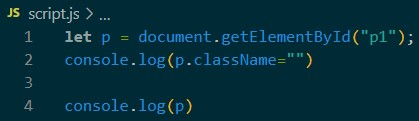 JS script.js > ...
1 let p = document.getElementById("p1");
2 console.log(p.className="")
3
4 console.log(p)